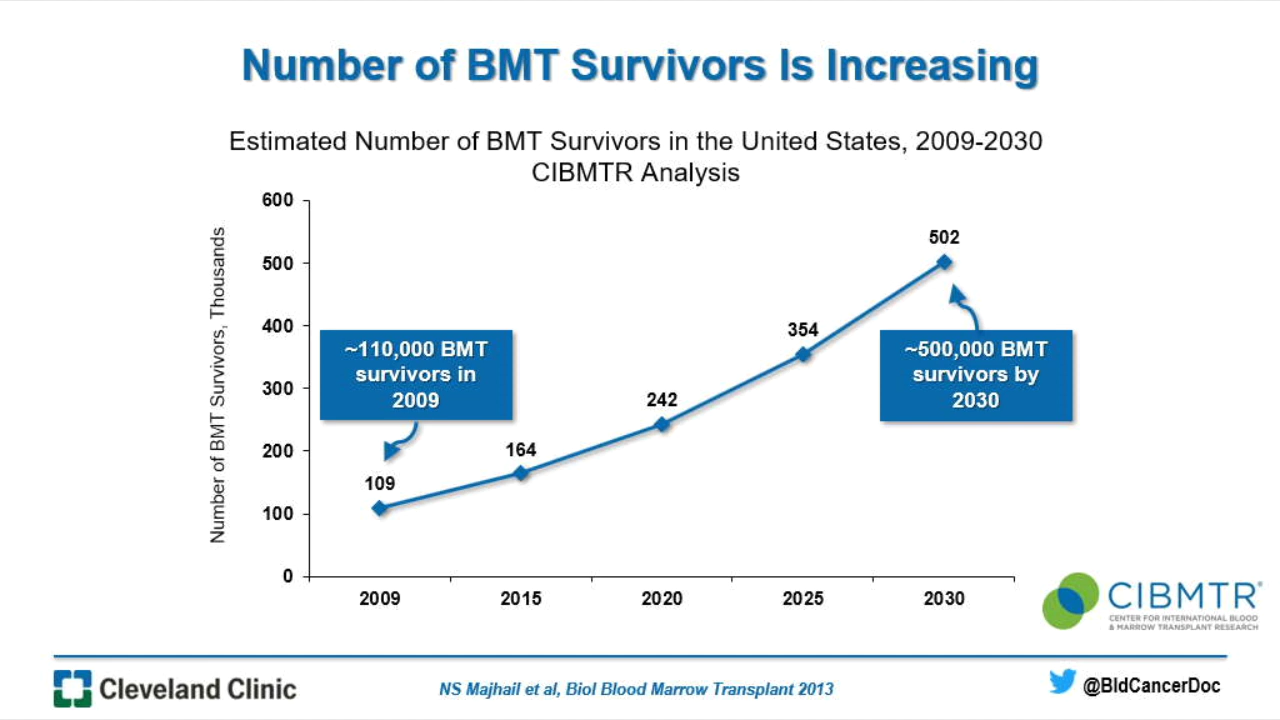 Number of BMT Survivors Is Increasing
Estimated Number of BMT Survivors in the United States, 2009-2030
CIBMTR Analysis
Number of BMT Survivors, Thousands
600
500
400
300
200
100
0
109
164
242
354
502
~110,000 BMT
survivors in
2009
~500,000 BMT
survivors by
2030
2009
2015
2020
2025
2030
CIBMTR®
CENTER FOR INTERNATIONAL BLOOD
& MARROW TRANSPLANT RESEARCH
Cleveland Clinic
NS Majhail et al, Biol Blood Marrow Transplant 2013
@BldCancerDoc